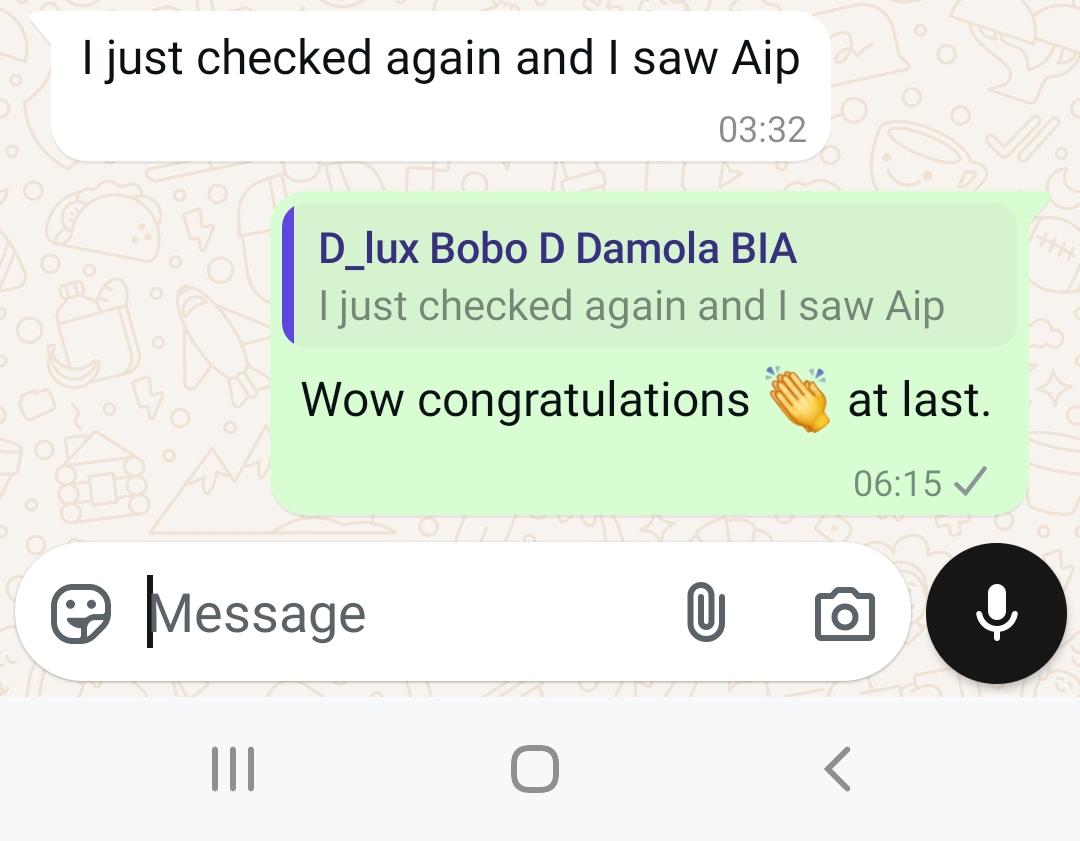 I just checked again and I saw Aip
03:32
D_lux Bobo D Damola BIA
I just checked again and I saw Aip
Wow congratulations 👏 at last.
06:15
Message